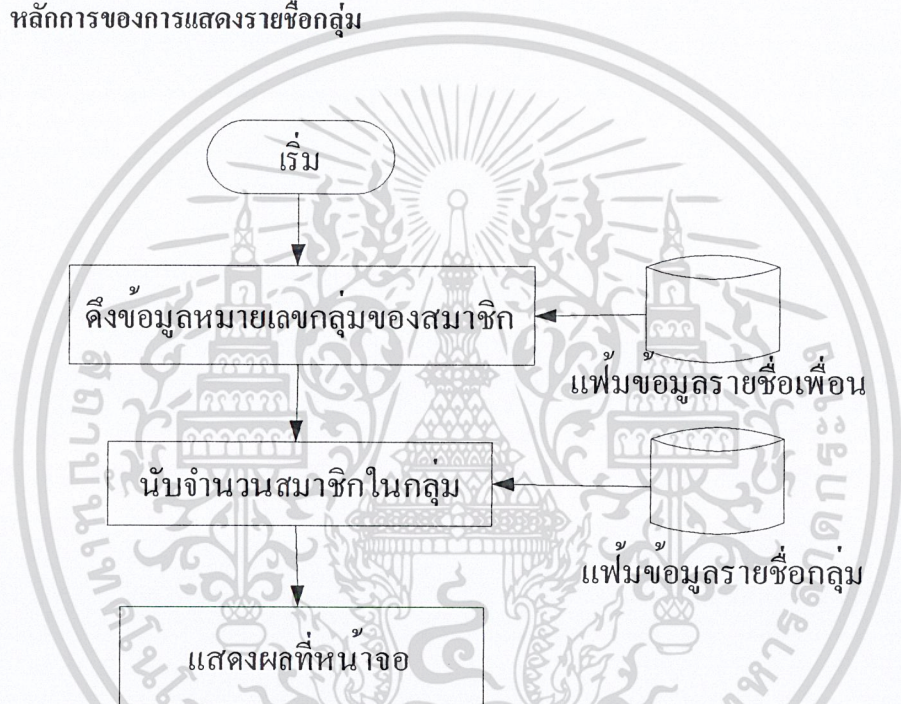 หลักการของการแสดงรายชื่อกลุ่ม
เริ่ม
ดึงข้อมูลหมายเลขกลุ่มของสมาชิก
แฟ้มข้อมูลรายชื่อเพื่อน
นับจำนวนสมาชิกในกลุ่ม
แฟ้มข้อมูลรายชื่อกลุ่ม
แสดงผลที่หน้าจอ